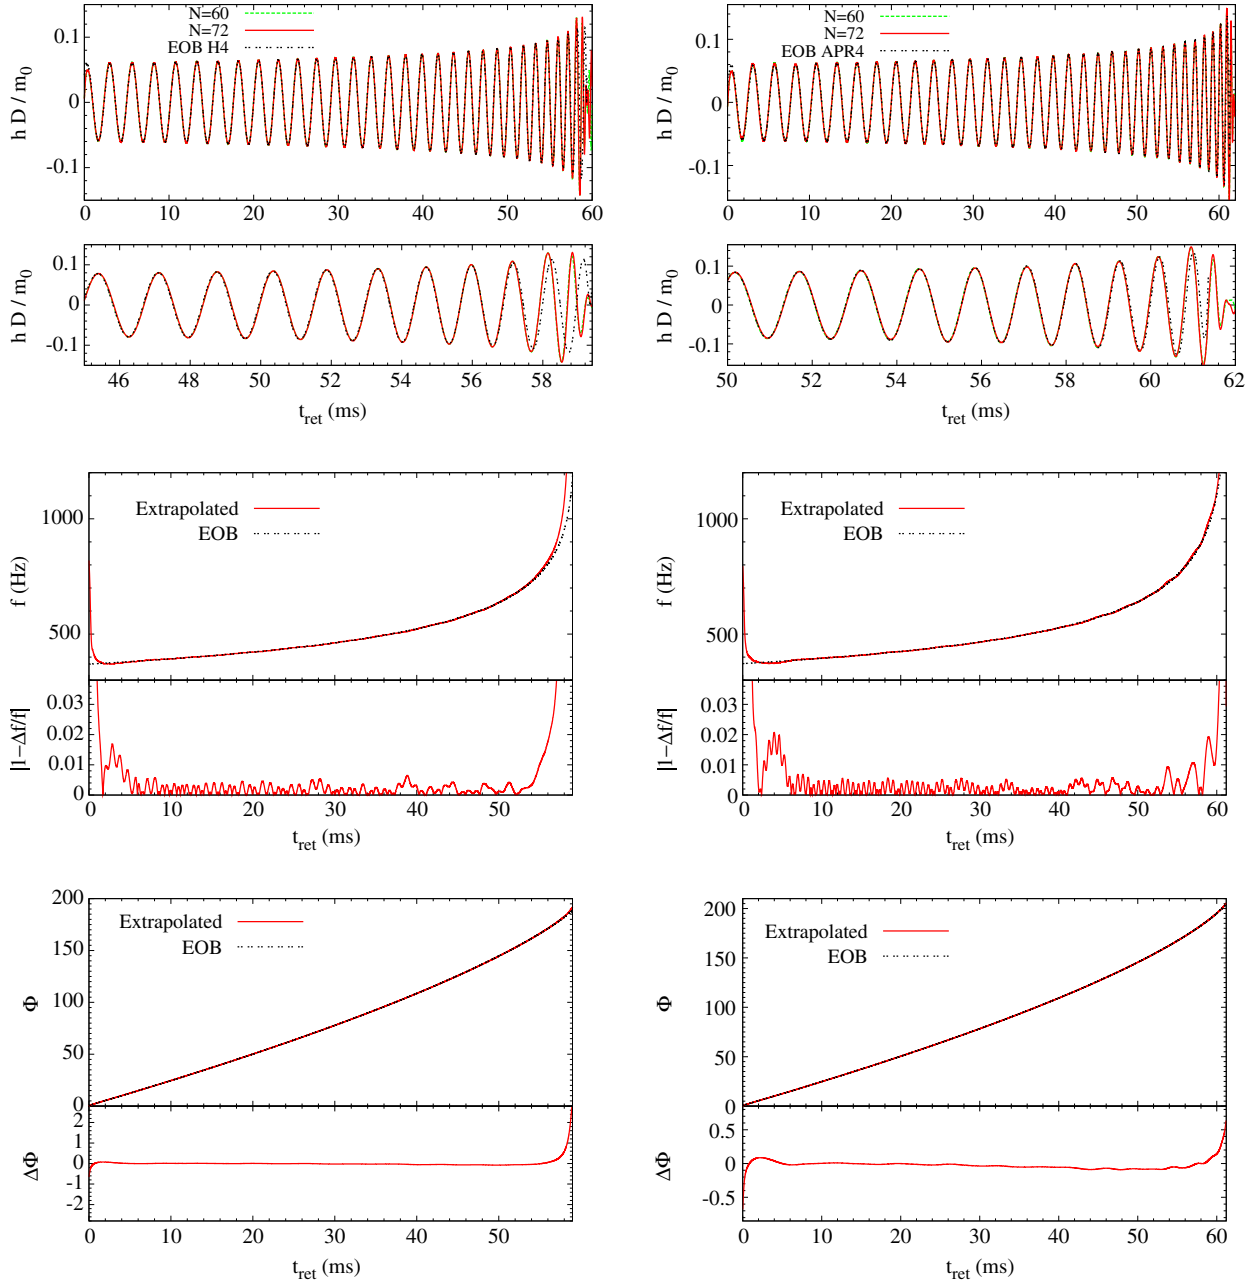 N=60
N=72
EOB H4
h D / m0
0.1
0
-0.1
0 10 20 30 40 50 60
h D / m0
0.1
0
-0.1
46 48 50 52 54 56 58
tret (ms)
N=60
N=72
EOB APR4
h D / m0
0.1
0
-0.1
0 10 20 30 40 50 60
h D / m0
0.1
0
-0.1
50 52 54 56 58 60 62
tret (ms)
Extrapolated
EOB
f (Hz)
1000
500
|1−Δf/f|
0.03
0.02
0.01
0
0 10 20 30 40 50
tret (ms)
Extrapolated
EOB
f (Hz)
1000
500
|1−Δf/f|
0.03
0.02
0.01
0
0 10 20 30 40 50 60
tret (ms)
Extrapolated
EOB
Φ
200
150
100
50
0
ΔΦ
2
1
0
-1
-2
0 10 20 30 40 50
tret (ms)
Extrapolated
EOB
Φ
200
150
100
50
0
ΔΦ
0.5
0
-0.5
0 10 20 30 40 50 60
tret (ms)